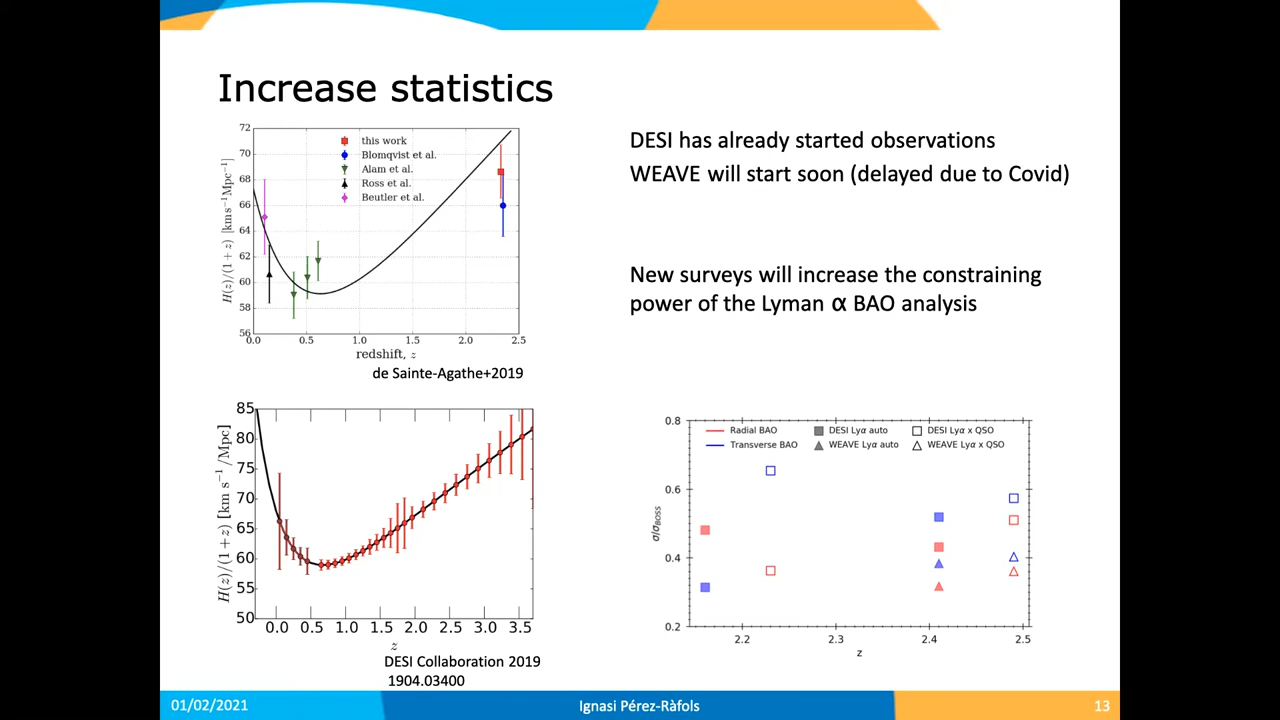 Increase statistics
72
70
68
66
64
62
60
58
56
0.0 0.5 1.0 1.5 2.0 2.5
H(z)/(1 + z) [km s⁻¹Mpc⁻¹]
redshift, z
this work
Blomqvist et al.
Alam et al.
Ross et al.
Beutler et al.
de Sainte-Agathe+2019
DESI has already started observations
WEAVE will start soon (delayed due to Covid)
New surveys will increase the constraining
power of the Lyman α BAO analysis
85
80
75
70
65
60
55
50
0.0 0.5 1.0 1.5 2.0 2.5 3.0 3.5
H(z)/(1 + z) [km s⁻¹/Mpc]
z
DESI Collaboration 2019
1904.03400
0.8
0.6
0.4
0.2
2.2 2.3 2.4 2.5
σ/σBOSS
z
Radial BAO
Transverse BAO
DESI Lyα auto
WEAVE Lyα auto
DESI Lyα x QSO
WEAVE Lyα x QSO
01/02/2021
Ignasi Pérez-Ràfols
13